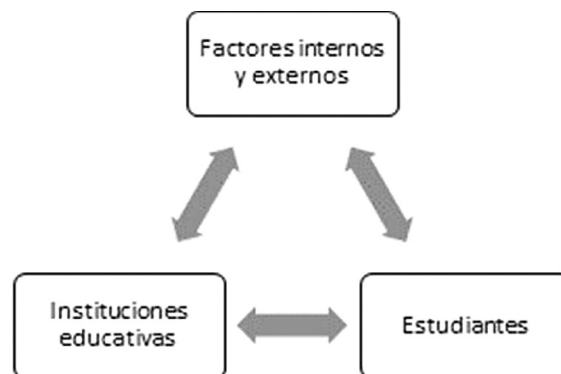 Factores internos
y externos
Instituciones
educativas
Estudiantes